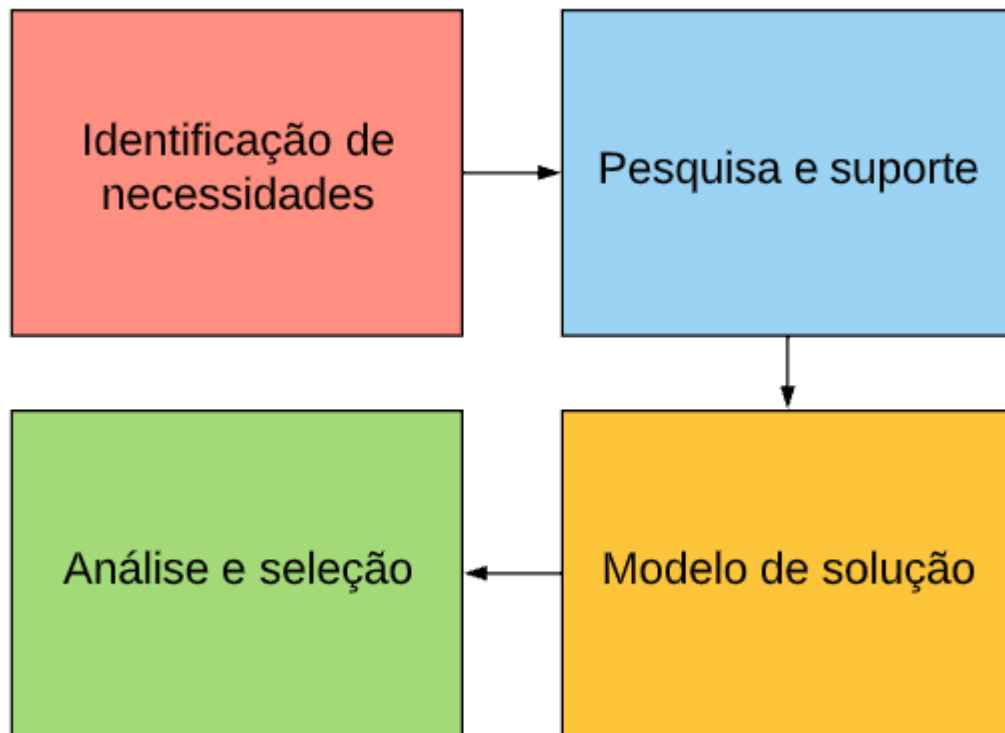 Identificação de
necessidades
Pesquisa e suporte
Análise e seleção
Modelo de solução